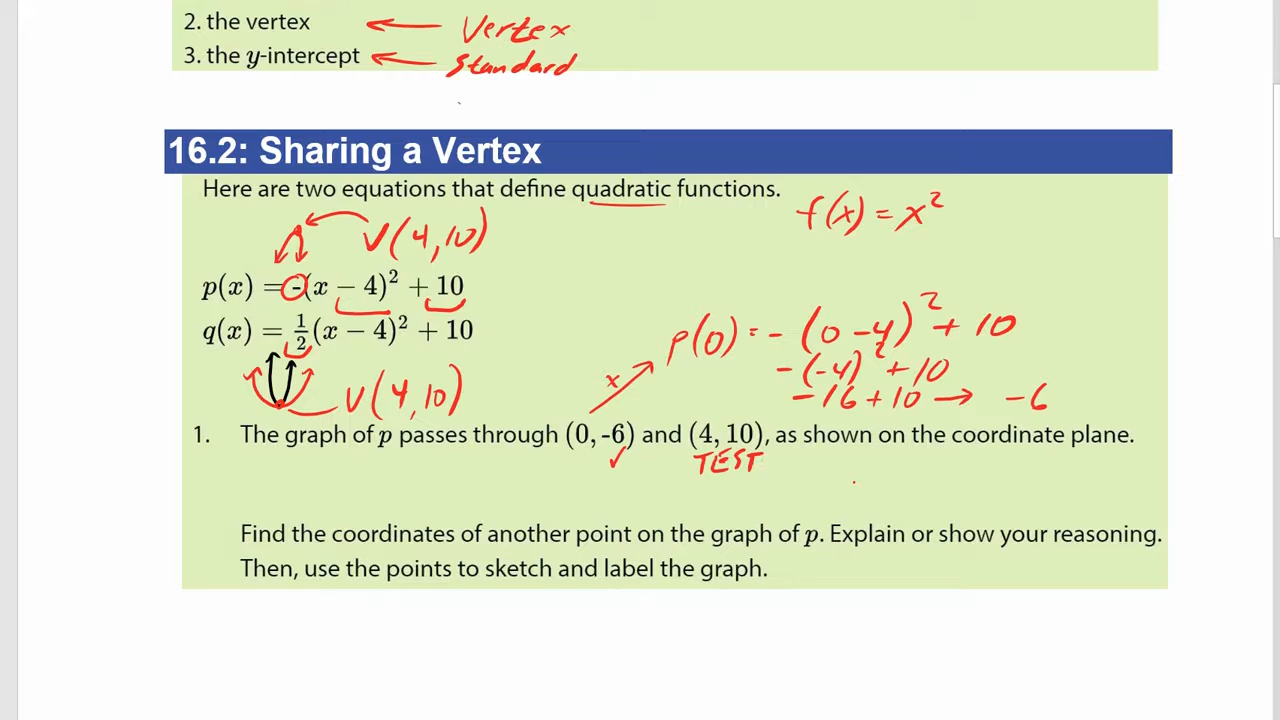 2. the vertex ← Vertex
3. the y-intercept ← Standard
16.2: Sharing a Vertex
Here are two equations that define quadratic functions.
f(x) = x²
V(4,10)
p(x) = -(x − 4)² + 10
q(x) = 1/2(x − 4)² + 10
p(0) = -(0 - 4)² + 10
-(-4)² + 10
-16 + 10 → -6
x
V(4,10)
1. The graph of p passes through (0, -6) and (4, 10), as shown on the coordinate plane.
✓ TEST
Find the coordinates of another point on the graph of p. Explain or show your reasoning.
Then, use the points to sketch and label the graph.